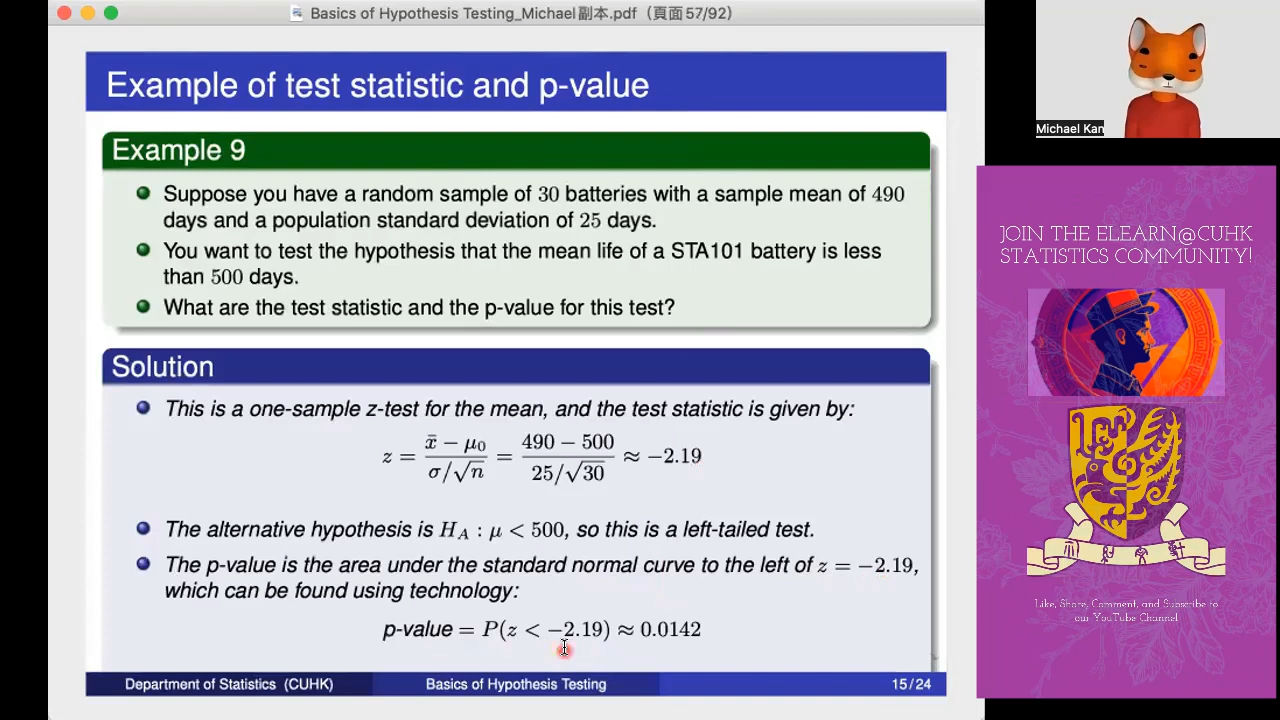 Basics of Hypothesis Testing_Michael副本.pdf（頁面57/92）
Example of test statistic and p-value
Example 9
Suppose you have a random sample of 30 batteries with a sample mean of 490
days and a population standard deviation of 25 days.
You want to test the hypothesis that the mean life of a STA101 battery is less
than 500 days.
What are the test statistic and the p-value for this test?
Solution
This is a one-sample z-test for the mean, and the test statistic is given by:
z = (x̄ − μ₀)/(σ/√n) = (490 − 500)/(25/√30) ≈ −2.19
The alternative hypothesis is H_A : μ < 500, so this is a left-tailed test.
The p-value is the area under the standard normal curve to the left of z = −2.19,
which can be found using technology:
p-value = P(z < −2.19) ≈ 0.0142
Department of Statistics (CUHK) Basics of Hypothesis Testing 15/24
Michael Kan
JOIN THE ELEARN@CUHK
STATISTICS COMMUNITY!
Like, Share, Comment, and Subscribe to
our YouTube Channel